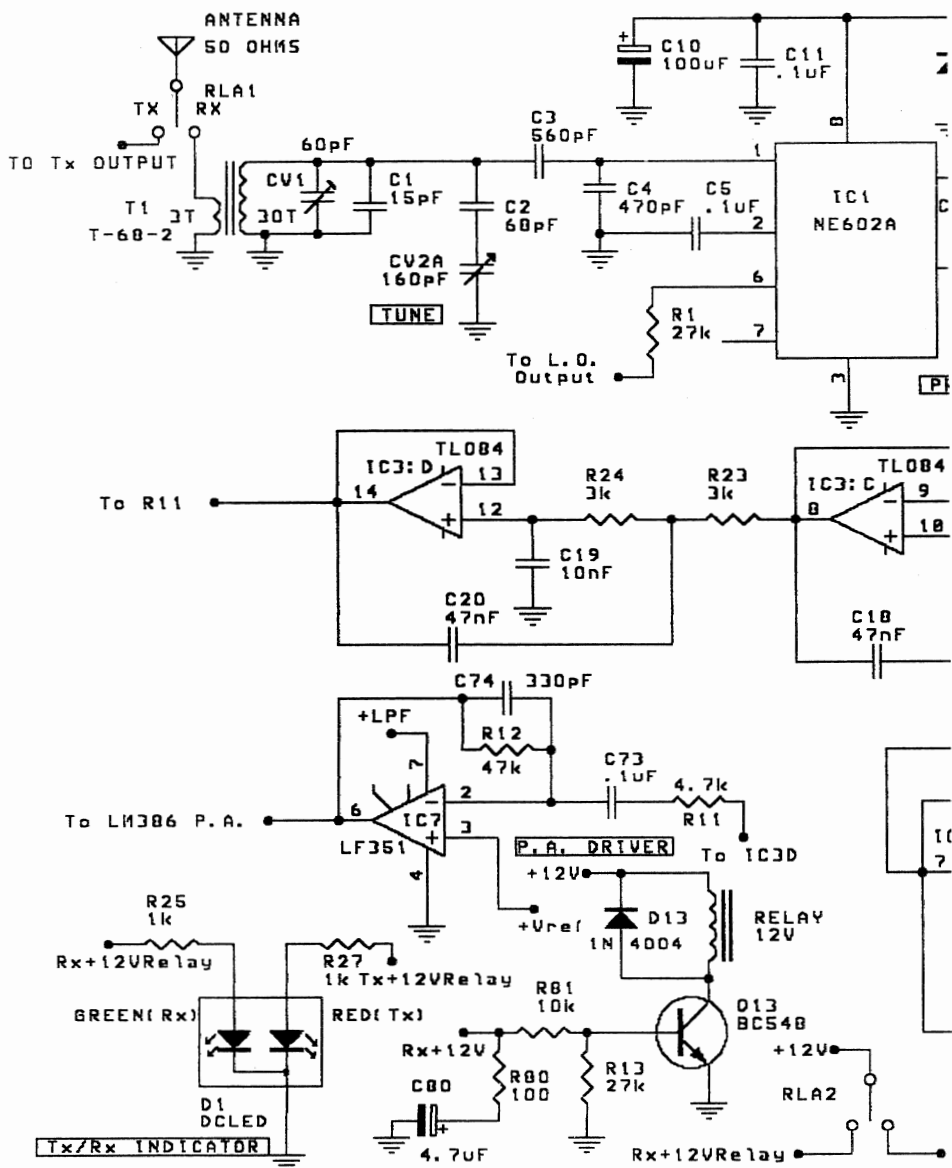 ANTENNA
50 OHMS
RLA1
TX RX
TO Tx OUTPUT
T1
T-68-2
3T
30T
60pF
CV1
C1
15pF
C2
68pF
CV2A
160pF
TUNE
C3
560pF
C4
470pF
C5
.1uF
C10
100uF
+
C11
.1uF
8
1
2
6
7
3
IC1
NE602A
C
R1
27k
To L.O.
Output
P
To R11
14
IC3:D
TL084
13
12
-
+
R24
3k
R23
3k
C19
10nF
C20
47nF
8
IC3:C
TL084
9
10
-
+
C18
47nF
C74 330pF
R12
47k
+LPF
7
To LM386 P.A.
6
IC7
LF351
-
+
2
3
4
C73
.1uF
4.7k
R11
To IC3D
P.A. DRIVER
+Vref
+12V
D13
1N 4004
RELAY
12V
IC
7
R25
1k
Rx+12VRelay
R27
1k
Tx+12VRelay
GREEN(Rx)
RED(Tx)
D1
DCLED
Tx/Rx INDICATOR
R81
10k
Rx+12V
R80
100
C80
+
4.7uF
R13
27k
Q13
BC548
+12V
RLA2
Rx+12VRelay